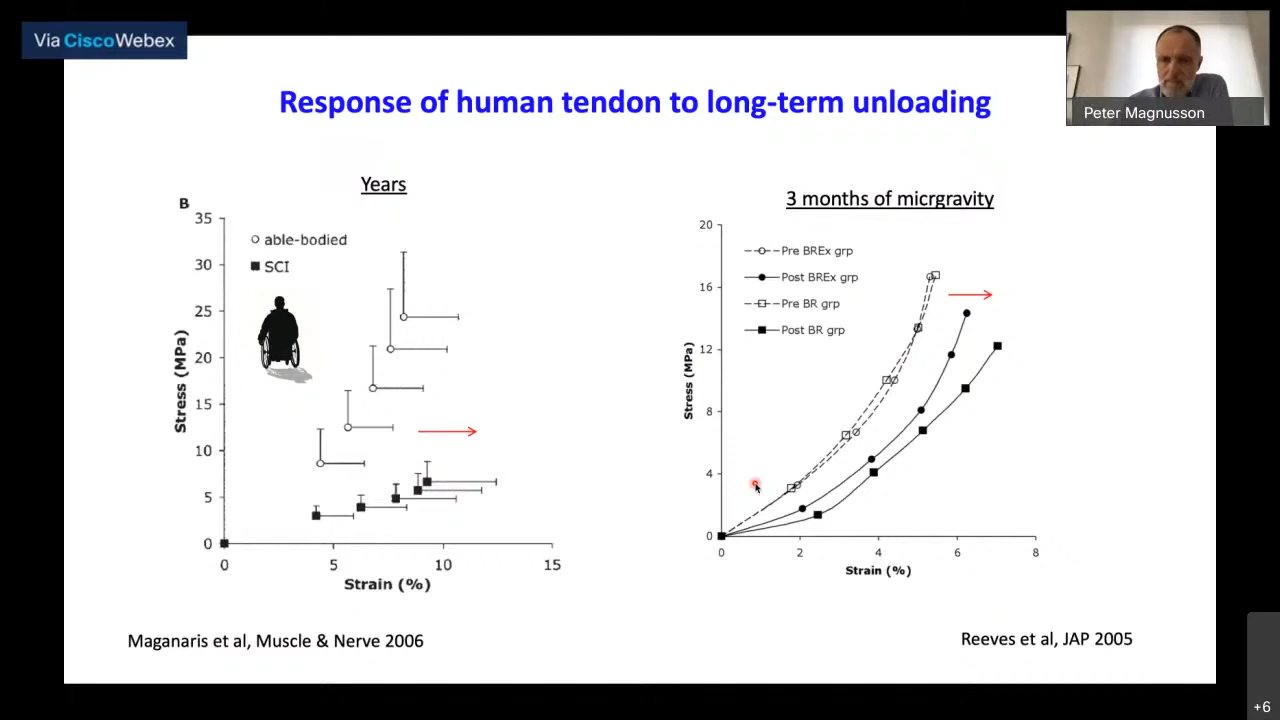 Via Cisco Webex
Peter Magnusson
Response of human tendon to long-term unloading
Years
B
35
30
25
20
15
10
5
0
able-bodied
SCI
Stress (MPa)
0
5
10
15
Strain (%)
Maganaris et al, Muscle & Nerve 2006
3 months of micrgravity
20
16
12
8
4
0
Pre BREx grp
Post BREx grp
Pre BR grp
Post BR grp
Stress (MPa)
0
2
4
6
8
Strain (%)
Reeves et al, JAP 2005
+6